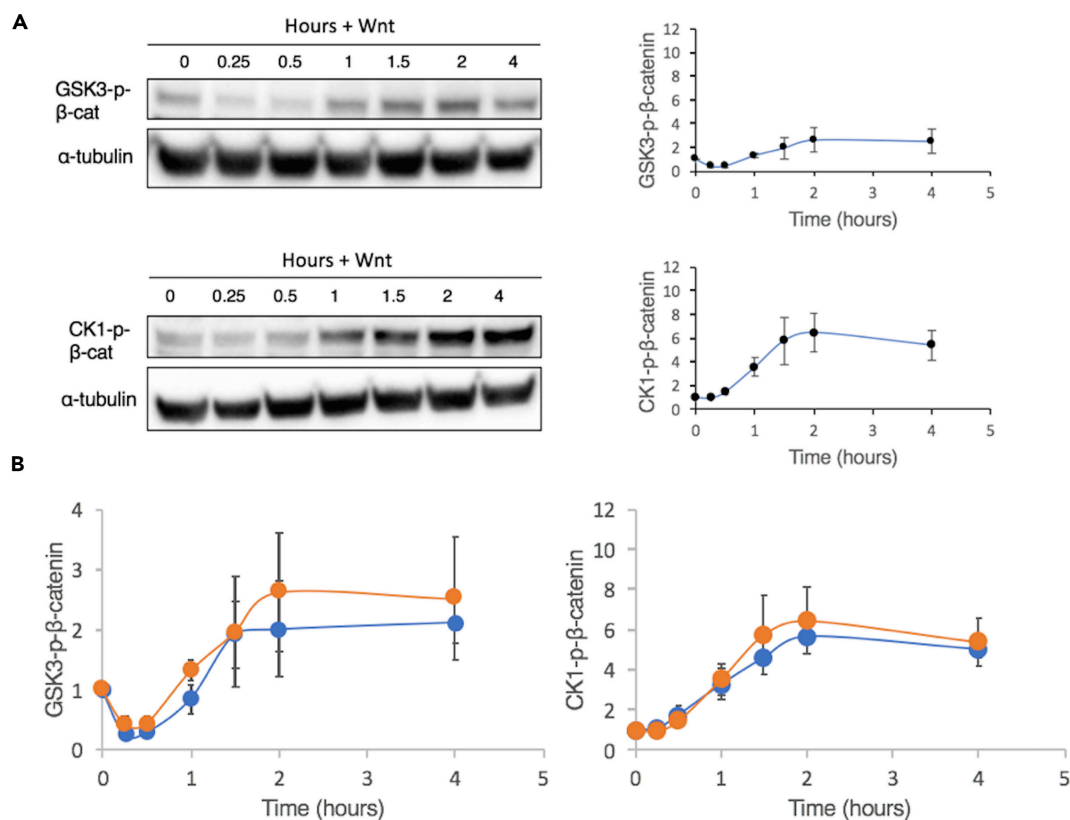 A
Hours + Wnt
0 0.25 0.5 1 1.5 2 4
GSK3-p-
β-cat
α-tubulin
12
10
8
6
4
2
0
GSK3-p-β-catenin
0 1 2 3 4 5
Time (hours)
Hours + Wnt
0 0.25 0.5 1 1.5 2 4
CK1-p-
β-cat
α-tubulin
12
10
8
6
4
2
0
CK1-p-β-catenin
0 1 2 3 4 5
Time (hours)
B
4
3
2
1
0
GSK3-p-β-catenin
0 1 2 3 4 5
Time (hours)
12
10
8
6
4
2
0
CK1-p-β-catenin
0 1 2 3 4 5
Time (hours)